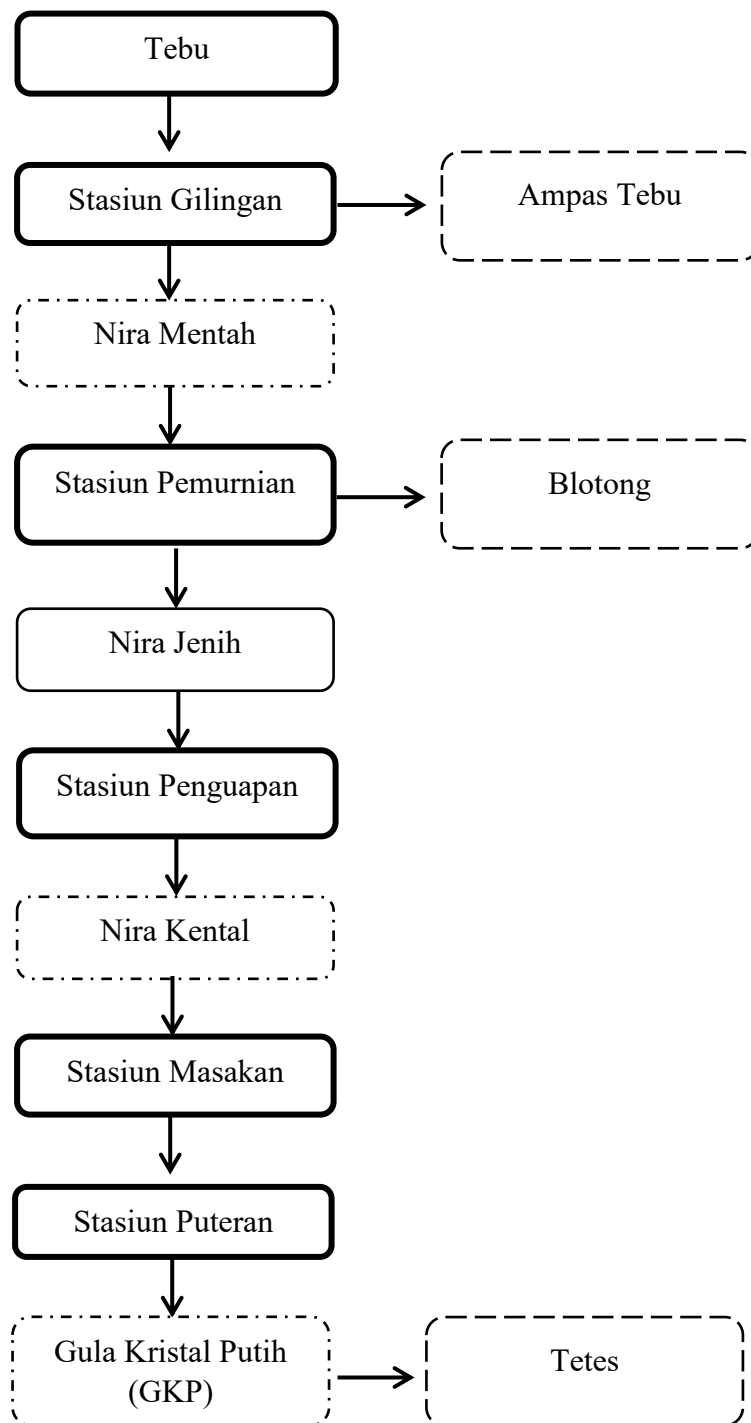 Tebu
Stasiun Gilingan
Ampas Tebu
Nira Mentah
Stasiun Pemurnian
Blotong
Nira Jenih
Stasiun Penguapan
Nira Kental
Stasiun Masakan
Stasiun Puteran
Gula Kristal Putih
(GKP)
Tetes